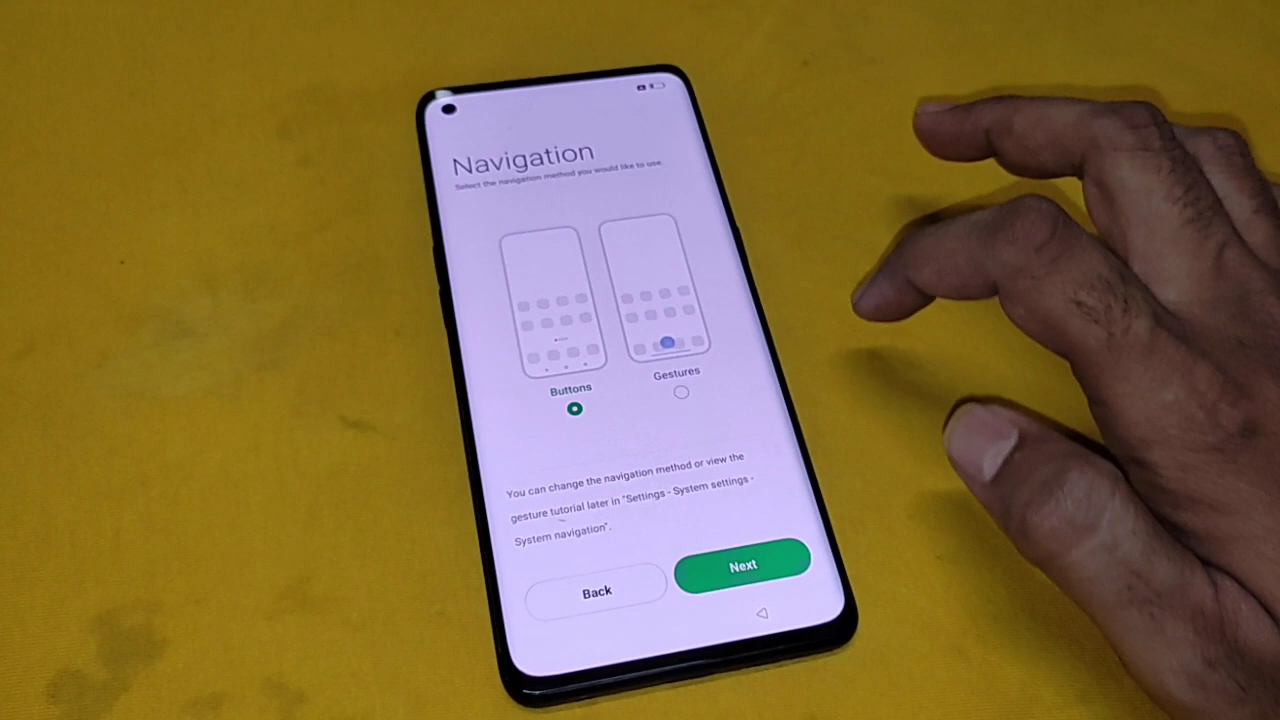 Navigation
Select the navigation method you would like to use.
Buttons
Gestures
You can change the navigation method or view the
gesture tutorial later in "Settings - System settings -
System navigation".
Back
Next